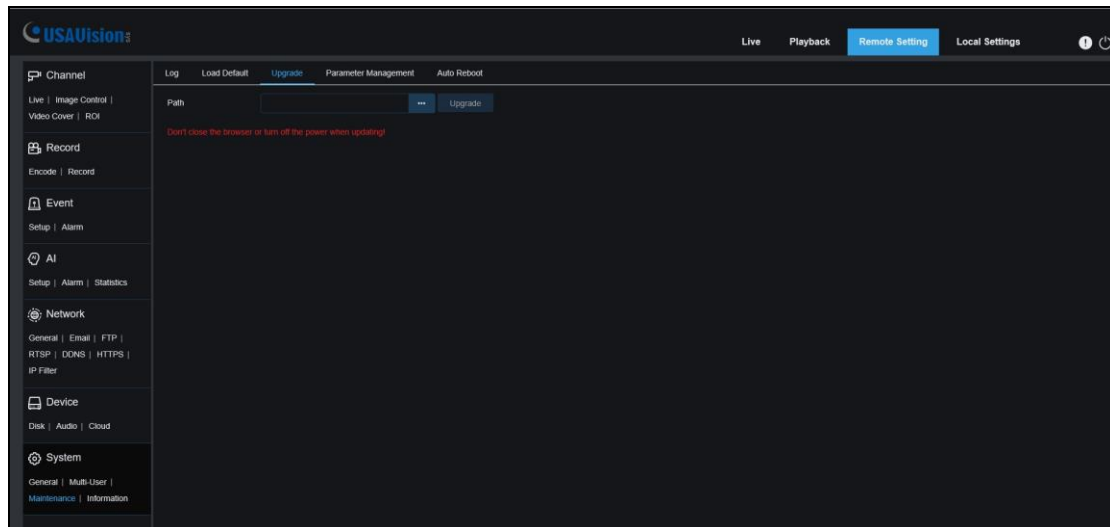 USAVision
Live Playback Remote Setting Local Settings
Channel
Live | Image Control |
Video Cover | ROI
Record
Encode | Record
Event
Setup | Alarm
AI
Setup | Alarm | Statistics
Network
General | Email | FTP |
RTSP | DDNS | HTTPS |
IP Filter
Device
Disk | Audio | Cloud
System
General | Multi-User |
Maintenance | Information
Log Load Default Upgrade Parameter Management Auto Reboot
Path ... Upgrade
Don't close the browser or turn off the power when updating!